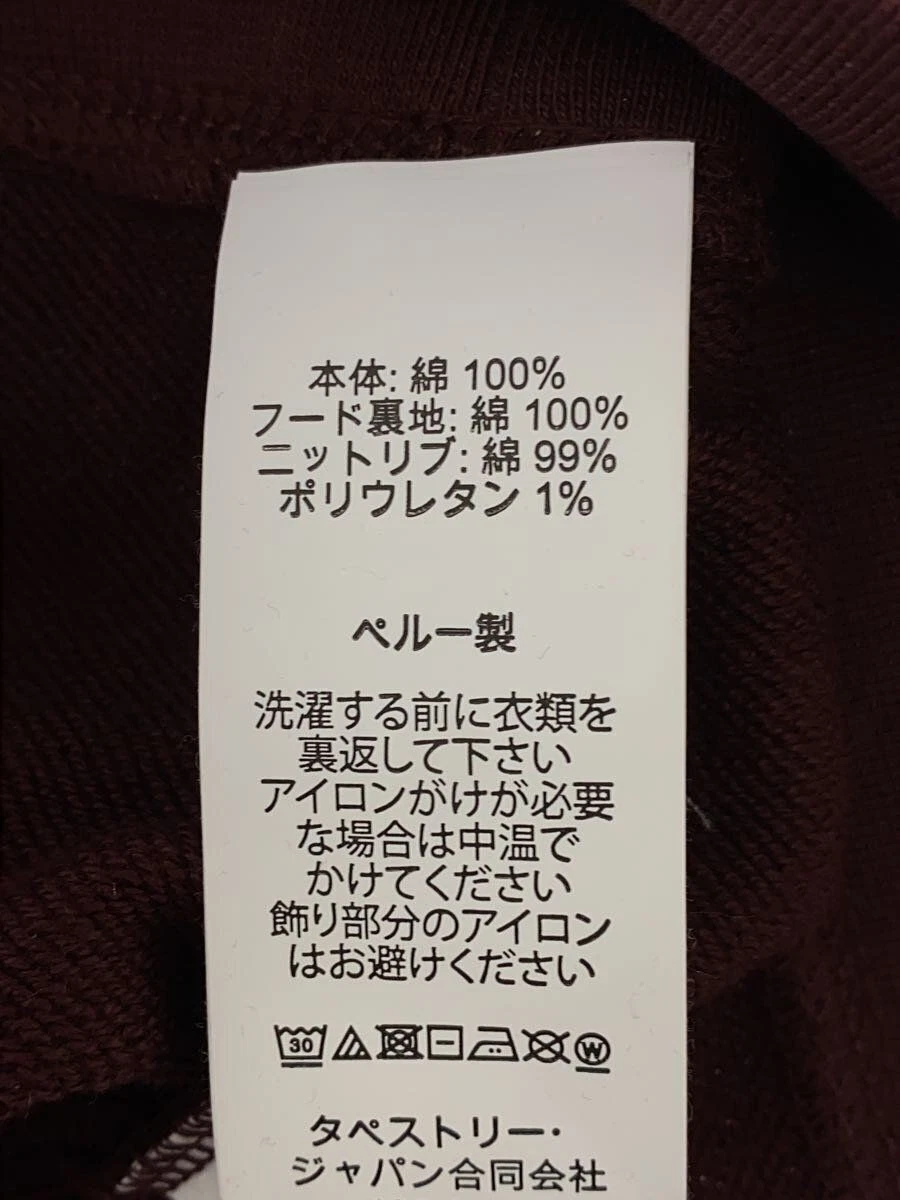 本体: 綿 100%
フード裏地: 綿 100%
ニットリブ: 綿 99%
ポリウレタン 1%
ペルー製
洗濯する前に衣類を
裏返して下さい
アイロンがけが必要
な場合は中温で
かけてください
飾り部分のアイロン
はお避けください
30 W
タペストリー・
ジャパン合同会社